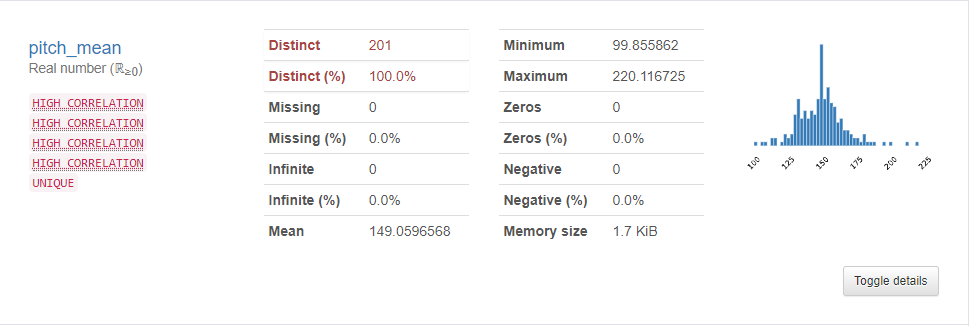 pitch_mean
Real number (ℝ≥0)
HIGH CORRELATION
HIGH CORRELATION
HIGH CORRELATION
HIGH CORRELATION
UNIQUE
Distinct 201
Distinct (%) 100.0%
Missing 0
Missing (%) 0.0%
Infinite 0
Infinite (%) 0.0%
Mean 149.0596568
Minimum 99.855862
Maximum 220.116725
Zeros 0
Zeros (%) 0.0%
Negative 0
Negative (%) 0.0%
Memory size 1.7 KiB
100 125 150 175 200 225
Toggle details